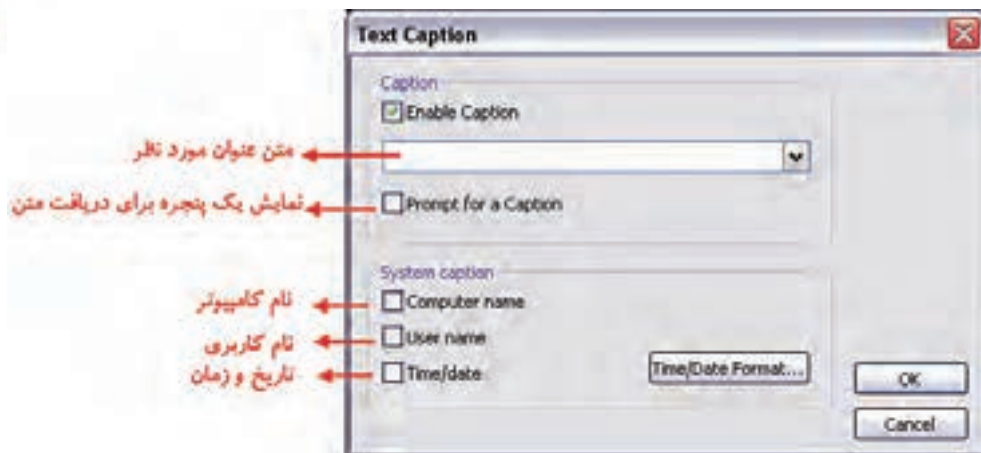 Text Caption
Caption
Enable Caption
متن عنوان مورد نظر
Prompt for a Caption
نمایش یک پنجره برای دریافت متن
System caption
Computer name
نام کامپیوتر
User name
نام کاربری
Time/date
تاریخ و زمان
Time/Date Format...
OK
Cancel